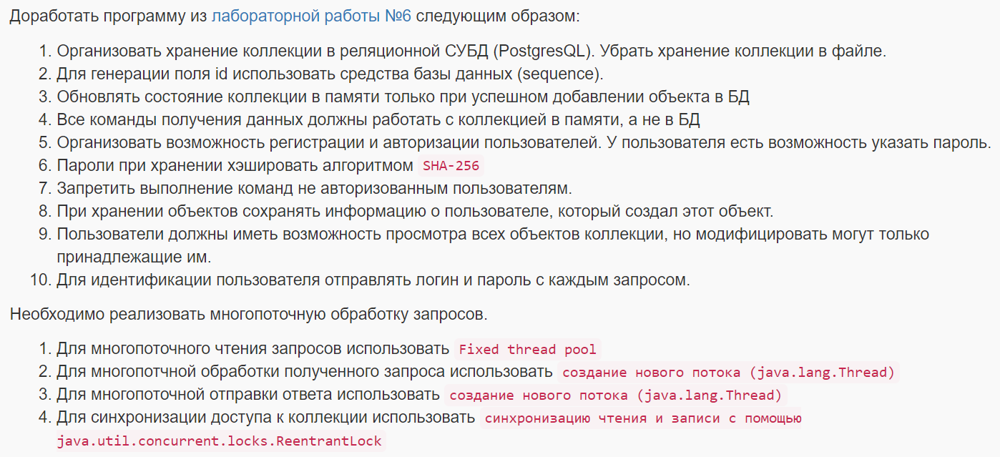 Доработать программу из лабораторной работы №6 следующим образом:
1. Организовать хранение коллекции в реляционной СУБД (PostgresQL). Убрать хранение коллекции в файле.
2. Для генерации поля id использовать средства базы данных (sequence).
3. Обновлять состояние коллекции в памяти только при успешном добавлении объекта в БД
4. Все команды получения данных должны работать с коллекцией в памяти, а не в БД
5. Организовать возможность регистрации и авторизации пользователей. У пользователя есть возможность указать пароль.
6. Пароли при хранении хэшировать алгоритмом SHA-256
7. Запретить выполнение команд не авторизованным пользователям.
8. При хранении объектов сохранять информацию о пользователе, который создал этот объект.
9. Пользователи должны иметь возможность просмотра всех объектов коллекции, но модифицировать могут только
принадлежащие им.
10. Для идентификации пользователя отправлять логин и пароль с каждым запросом.
Необходимо реализовать многопоточную обработку запросов.
1. Для многопоточного чтения запросов использовать Fixed thread pool
2. Для многопотчной обработки полученного запроса использовать создание нового потока (java.lang.Thread)
3. Для многопоточной отправки ответа использовать создание нового потока (java.lang.Thread)
4. Для синхронизации доступа к коллекции использовать синхронизацию чтения и записи с помощью
java.util.concurrent.locks.ReentrantLock